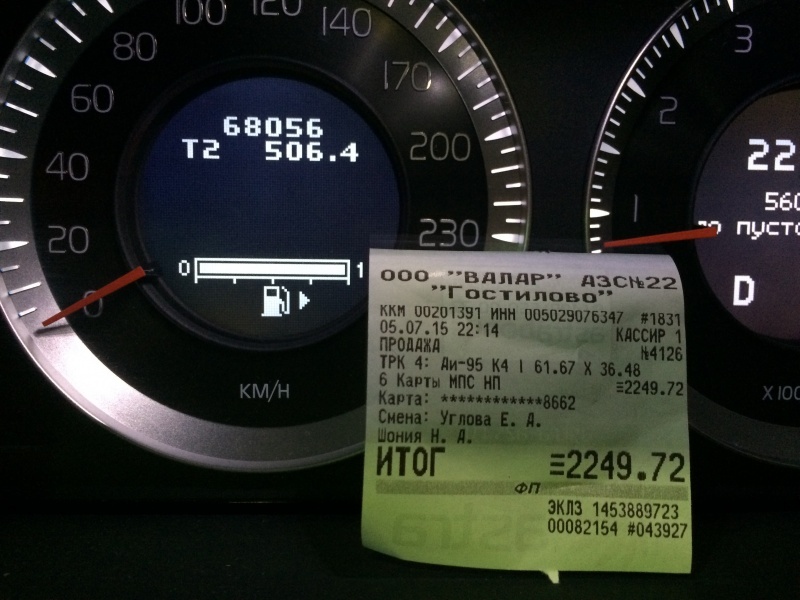 100
120
140
80
170
60
200
40
230
20
0
68056
T2 506.4
0 1
KM/H
3
2
1
22
560
до пусто
D
X100
ООО "ВАЛАР" АЗС№22
"Гостилово"
ККМ 00201391 ИНН 005029076347 #1831
05.07.15 22:14 КАССИР 1
ПРОДАЖА №4126
ТРК 4: Аи-95 К4 l 61.67 X 36.48
6 Карты МПС НП ≡2249.72
Карта: ************8662
Смена: Углова Е. А.
Шония Н. А.
ИТОГ ≡2249.72
ФП
ЭКЛЗ 1453889723
00082154 #043927